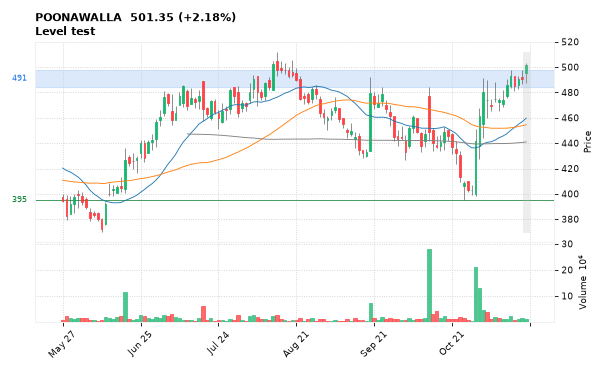 POONAWALLA 501.35 (+2.18%)
Level test
520
500
491
480
460
440
420
400
395
380
Price
30
20
10
Volume 10⁴
May 27
Jun 25
Jul 24
Aug 21
Sep 21
Oct 21